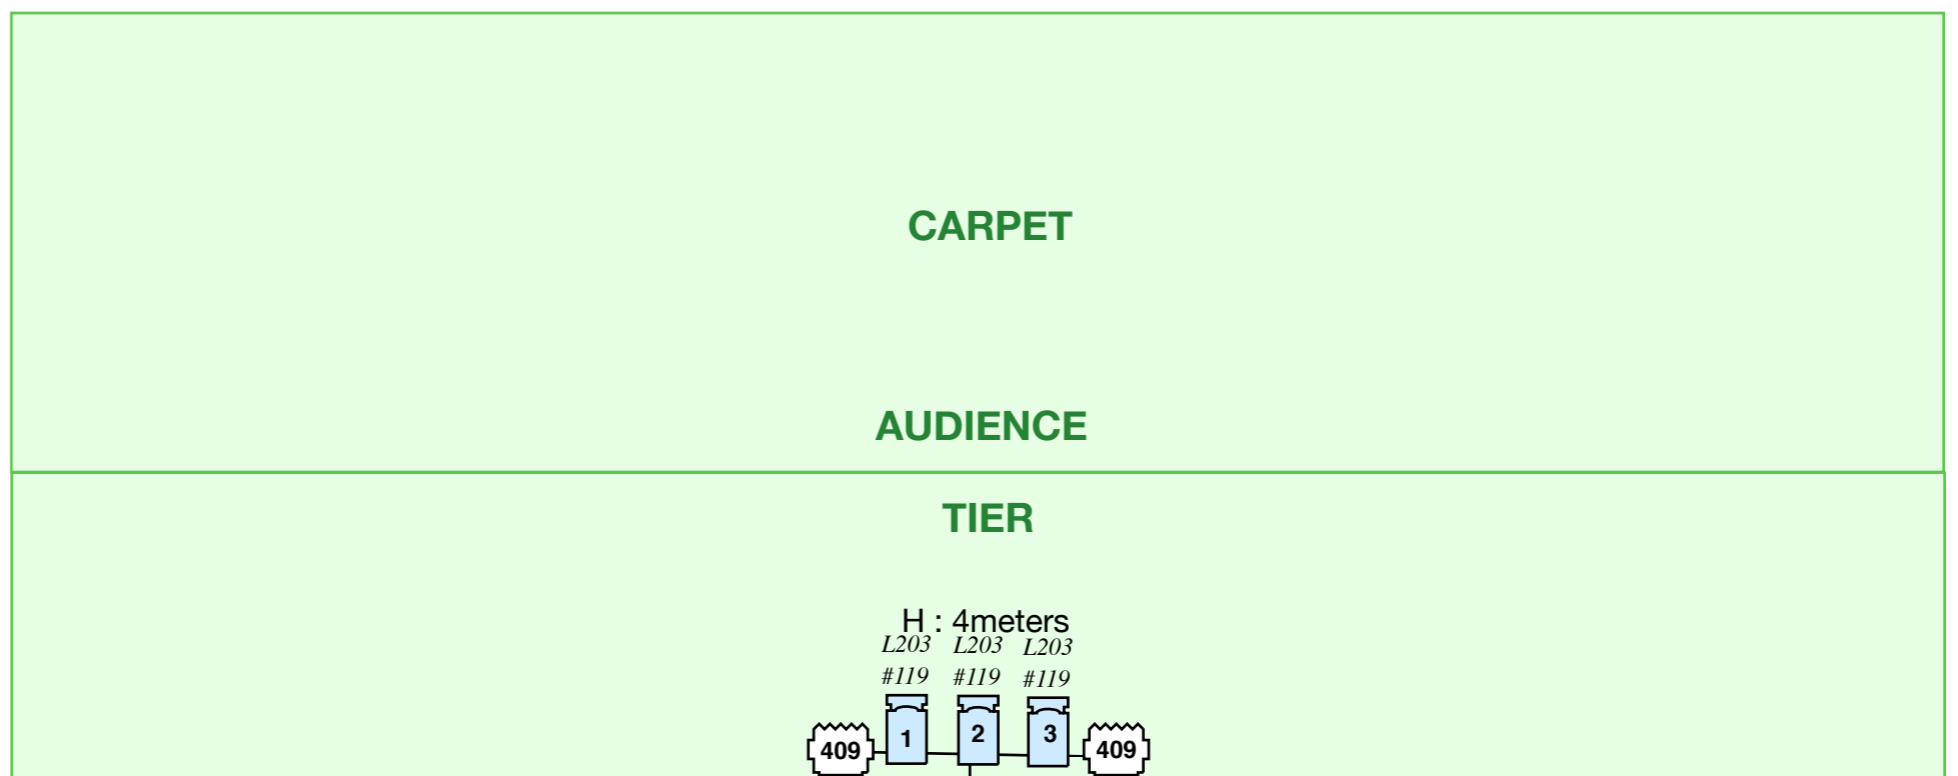 CARPET
AUDIENCE
TIER
H : 4meters
L203 L203 L203
#119 #119 #119
409 1 2 3 409